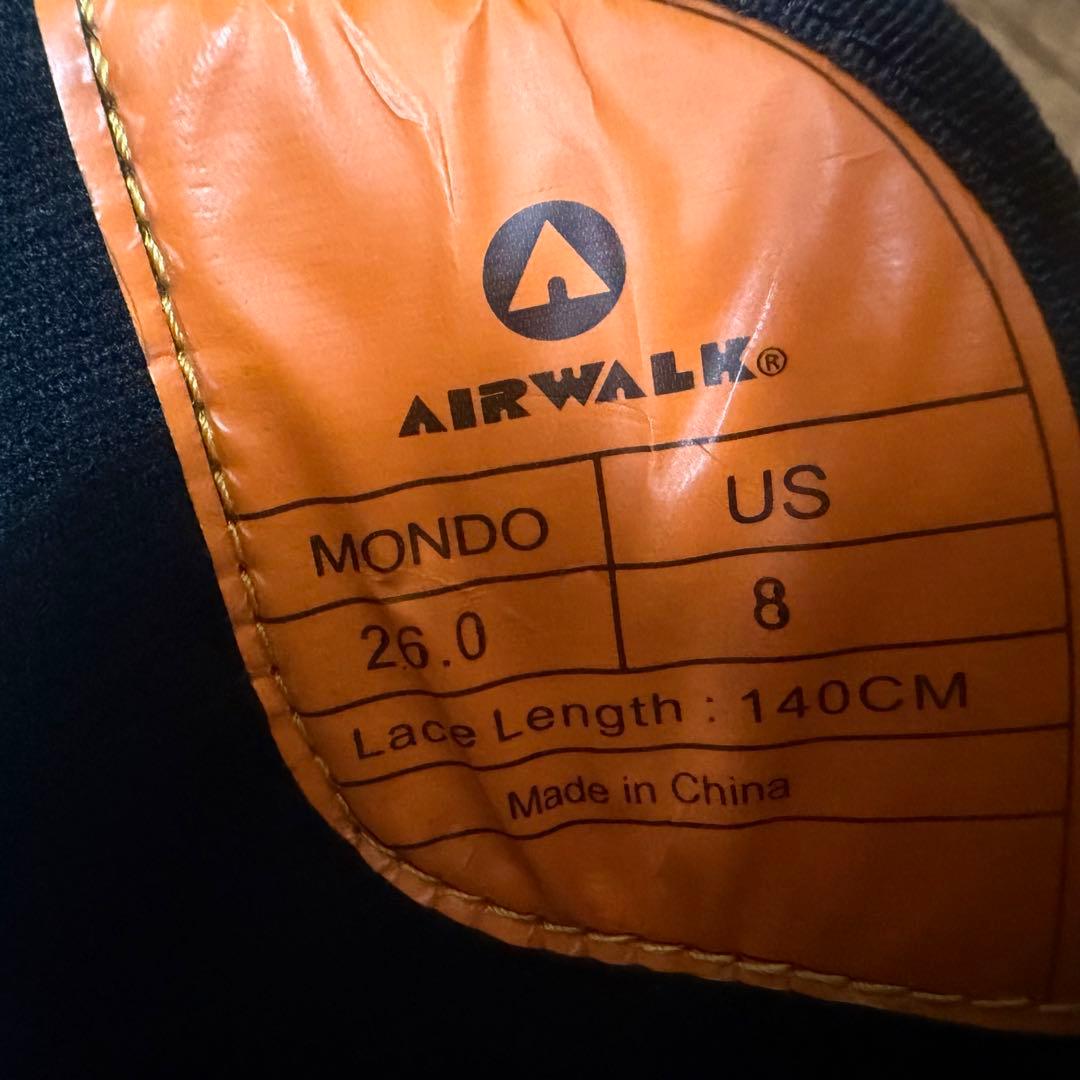 AIRWALK®
MONDO US
26.0 8
Lace Length : 140CM
Made in China